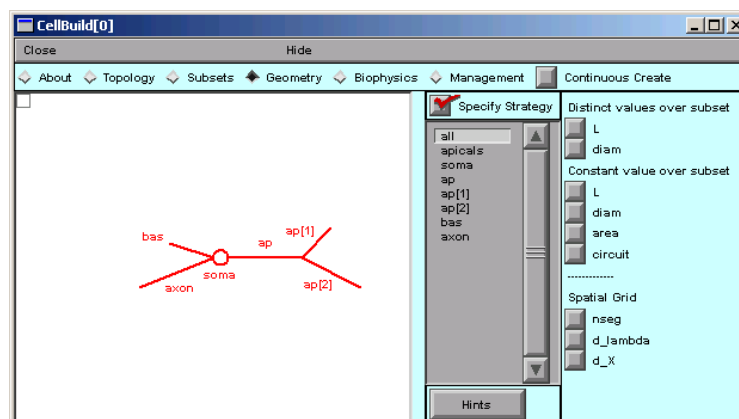 CellBuild[0]
Close Hide
About Topology Subsets Geometry Biophysics Management Continuous Create
bas
ap
ap[1]
soma
axon
ap[2]
Specify Strategy
all
apicals
soma
ap
ap[1]
ap[2]
bas
axon
Hints
Distinct values over subset
L
diam
Constant value over subset
L
diam
area
circuit
-------------
Spatial Grid
nseg
d_lambda
d_X